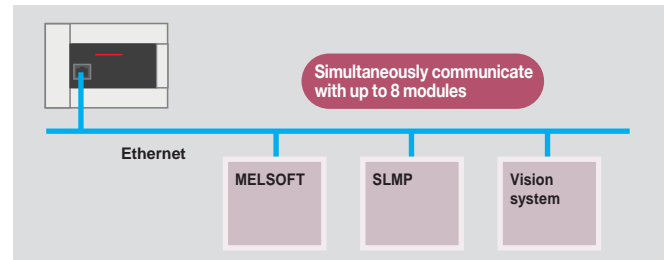 Simultaneously communicate
with up to 8 modules
Ethernet
MELSOFT
SLMP
Vision
system